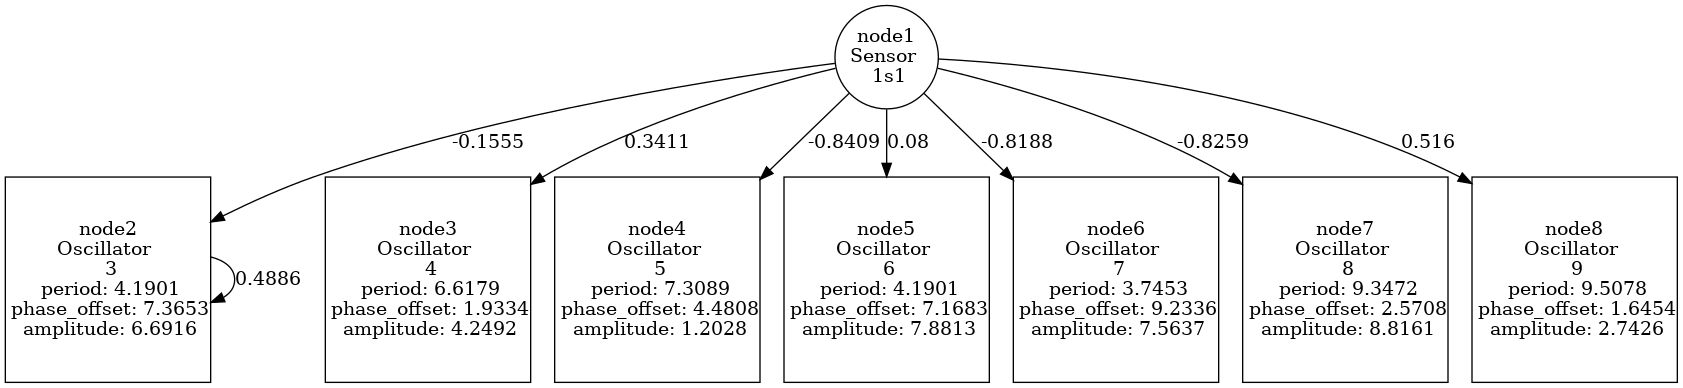 node1
Sensor
1s1
-0.1555
0.3411
-0.8409
0.08
-0.8188
-0.8259
0.516
node2
Oscillator
3
period: 4.1901
phase_offset: 7.3653
amplitude: 6.6916
0.4886
node3
Oscillator
4
period: 6.6179
phase_offset: 1.9334
amplitude: 4.2492
node4
Oscillator
5
period: 7.3089
phase_offset: 4.4808
amplitude: 1.2028
node5
Oscillator
6
period: 4.1901
phase_offset: 7.1683
amplitude: 7.8813
node6
Oscillator
7
period: 3.7453
phase_offset: 9.2336
amplitude: 7.5637
node7
Oscillator
8
period: 9.3472
phase_offset: 2.5708
amplitude: 8.8161
node8
Oscillator
9
period: 9.5078
phase_offset: 1.6454
amplitude: 2.7426